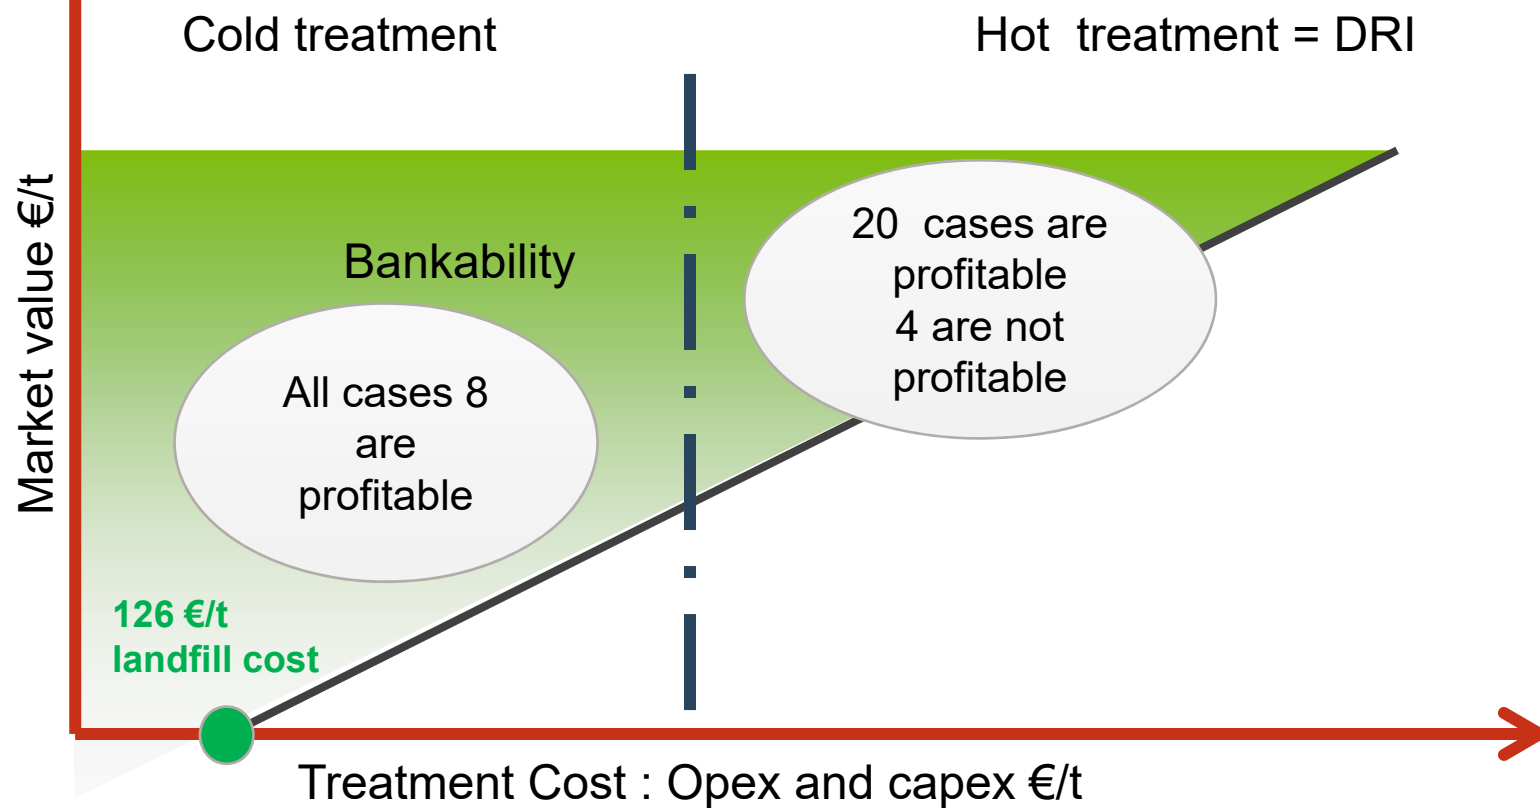 Cold treatment
Hot  treatment = DRI
Market value €/t
Bankability
20  cases are
profitable
4 are not
profitable
All cases 8
are
profitable
126 €/t
landfill cost
Treatment Cost : Opex and capex €/t